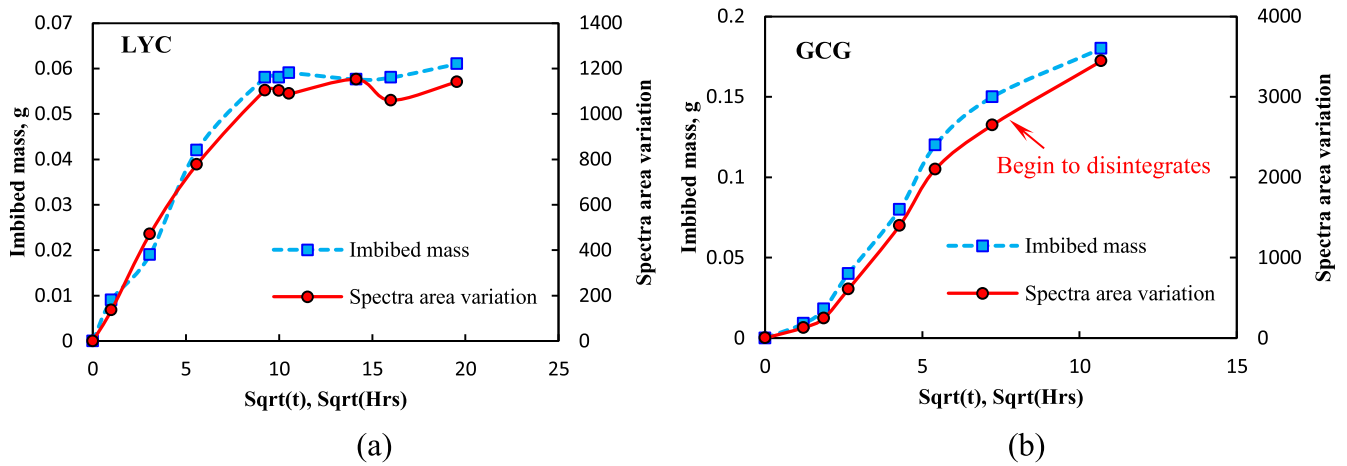 LYC
Imbibed mass, g
0.07
0.06
0.05
0.04
0.03
0.02
0.01
0
1400
1200
1000
800
600
400
200
0
Spectra area variation
Imbibed mass
Spectra area variation
0 5 10 15 20 25
Sqrt(t), Sqrt(Hrs)
(a)
GCG
Imbibed mass, g
0.2
0.15
0.1
0.05
0
4000
3000
2000
1000
0
Spectra area variation
Begin to disintegrates
Imbibed mass
Spectra area variation
0 5 10 15
Sqrt(t), Sqrt(Hrs)
(b)